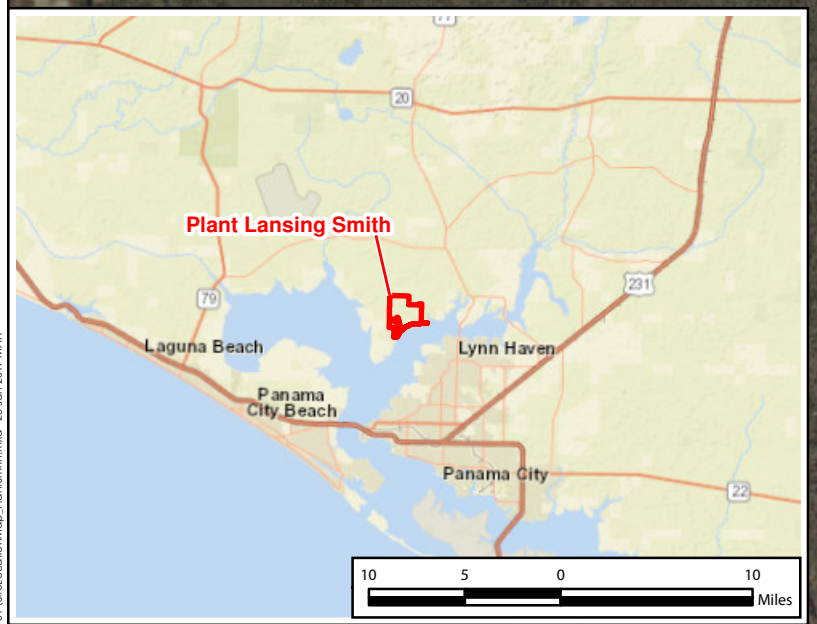 77
20
Plant Lansing Smith
79
231
Laguna Beach
Lynn Haven
Panama
City Beach
Panama City
22
10 5 0 10
Miles